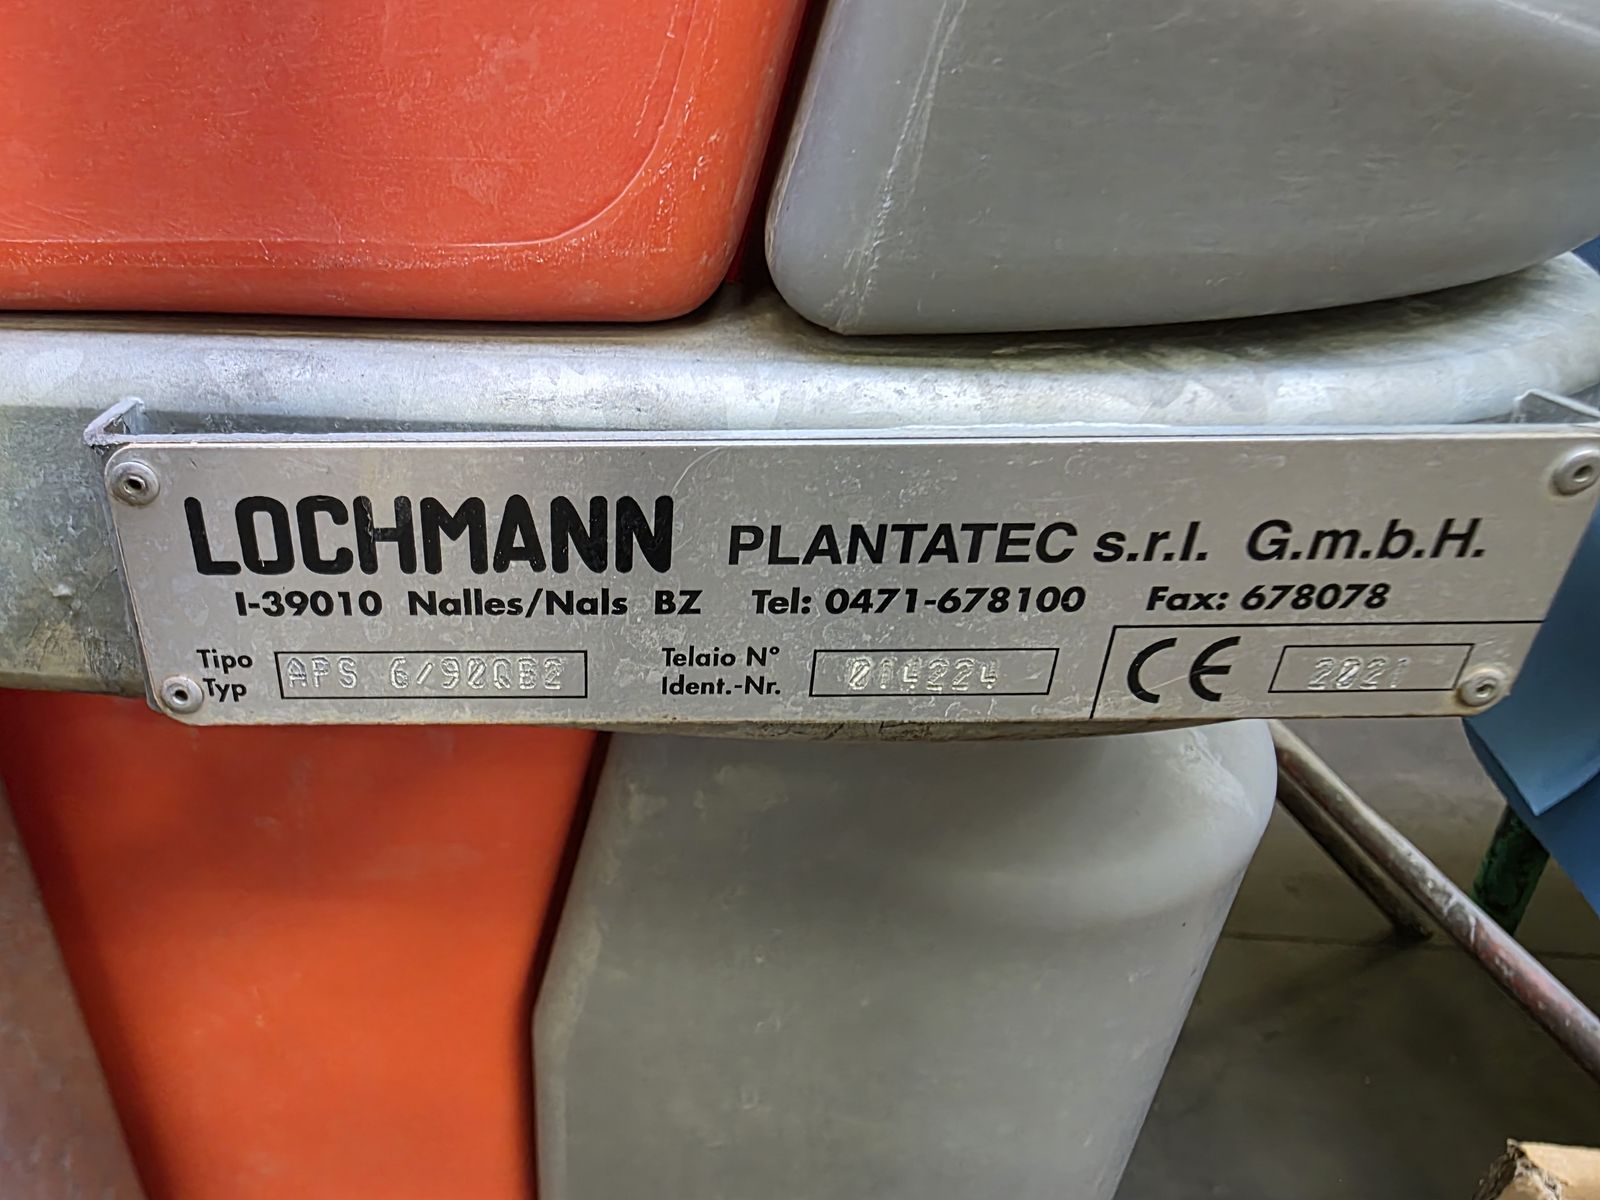 LOCHMANN PLANTATEC s.r.l. G.m.b.H.
I-39010 Nalles/Nals BZ Tel: 0471-678100 Fax: 678078
Tipo Typ APS 6/90QB2 Telaio N° Ident.-Nr. 014224 CE 2021